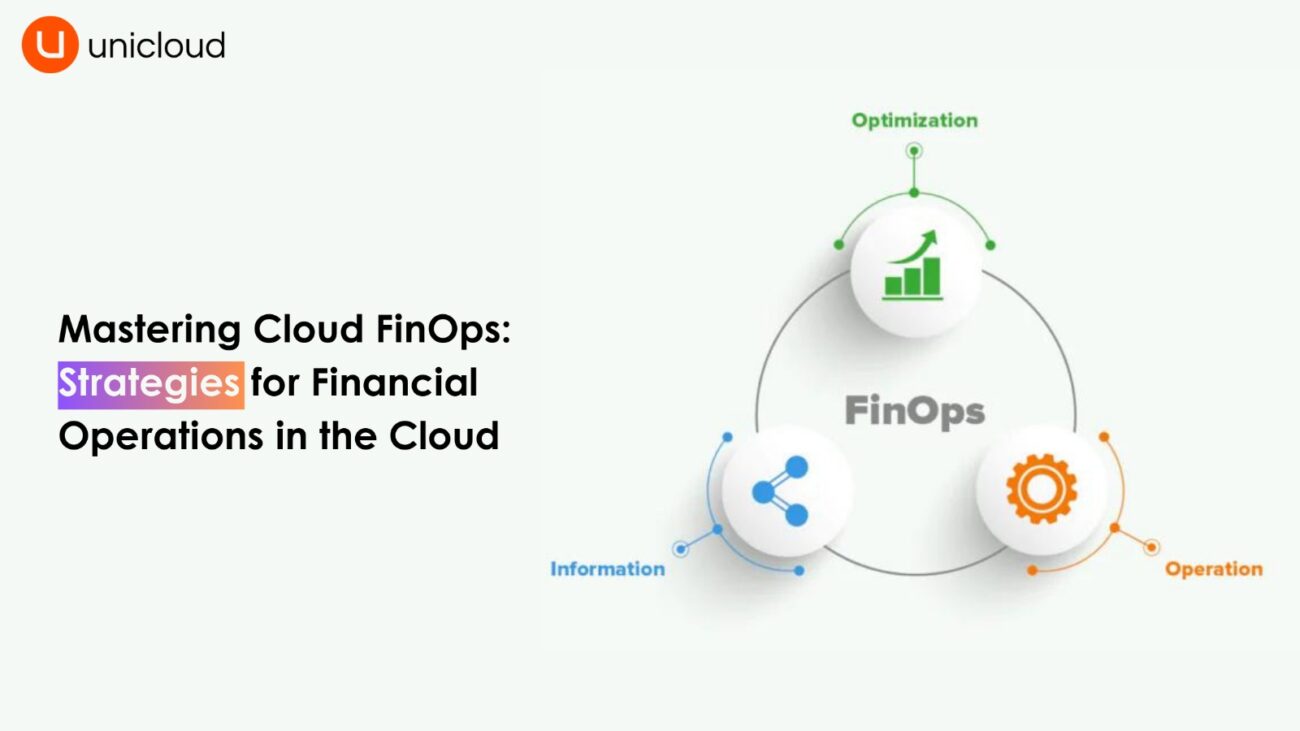 unicloud
Mastering Cloud FinOps:
Strategies for Financial
Operations in the Cloud
Optimization
FinOps
Information
Operation